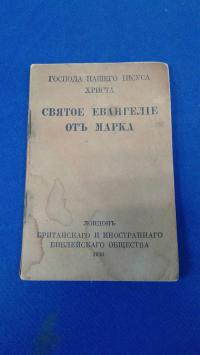 ГОСПОДА НАШЕГО ІИСУСА
ХРИСТА
СВЯТОЕ ЕВАНГЕЛІЕ
ОТЪ МАРКА
ЛОНДОНЪ
БРИТАНСКАГО И ИНОСТРАННАГО
БИБЛЕЙСКАГО ОБЩЕСТВА